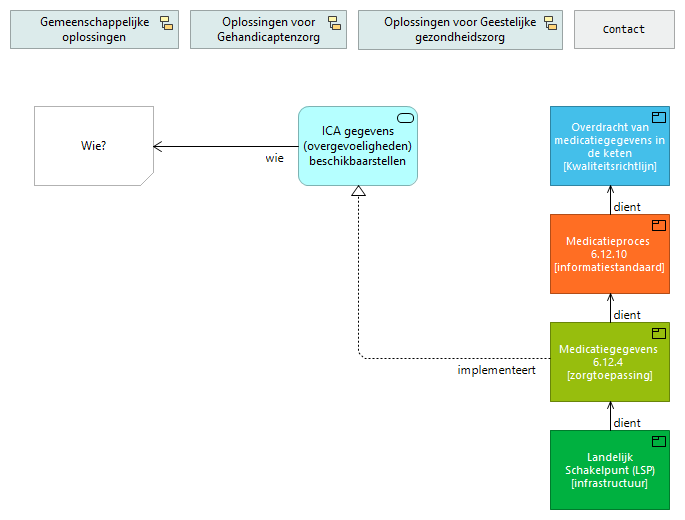 Gemeenschappelijke
oplossingen
Oplossingen voor
Gehandicaptenzorg
Oplossingen voor Geestelijke
gezondheidszorg
Contact
Wie?
wie
ICA gegevens
(overgevoeligheden)
beschikbaarstellen
Overdracht van
medicatiegegevens in
de keten
[Kwaliteitsrichtlijn]
dient
Medicatieproces
6.12.10
[informatiestandaard]
dient
implementeert
Medicatiegegevens
6.12.4
[zorgtoepassing]
dient
Landelijk
Schakelpunt (LSP)
[infrastructuur]